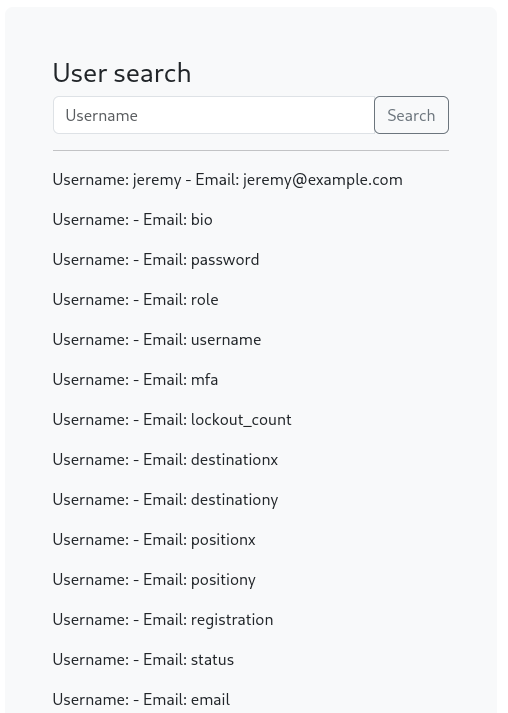 User search
Username Search
Username: jeremy - Email: jeremy@example.com
Username: - Email: bio
Username: - Email: password
Username: - Email: role
Username: - Email: username
Username: - Email: mfa
Username: - Email: lockout_count
Username: - Email: destinationx
Username: - Email: destinationy
Username: - Email: positionx
Username: - Email: positiony
Username: - Email: registration
Username: - Email: status
Username: - Email: email